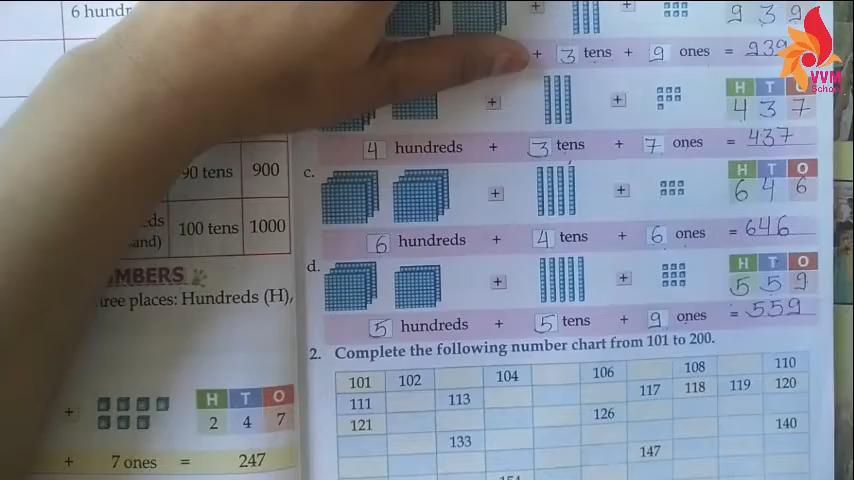 6 hundr
90 tens 900
100 tens 1000
and)
MBERS
ree places: Hundreds (H),
H T O
2 4 7
+ 7 ones = 247
+ +
9 3 9
+ 3 tens + 9 ones = 939
VVM
School
+ +
H T
4 3 7
4 hundreds + 3 tens + 7 ones = 437
c.
+ +
H T O
6 4 6
6 hundreds + 4 tens + 6 ones = 646
d.
+ +
H T O
5 5 9
5 hundreds + 5 tens + 9 ones = 559
2. Complete the following number chart from 101 to 200.
101 102 104 106 108 110
111 113 117 118 119 120
121 126
133 140
147